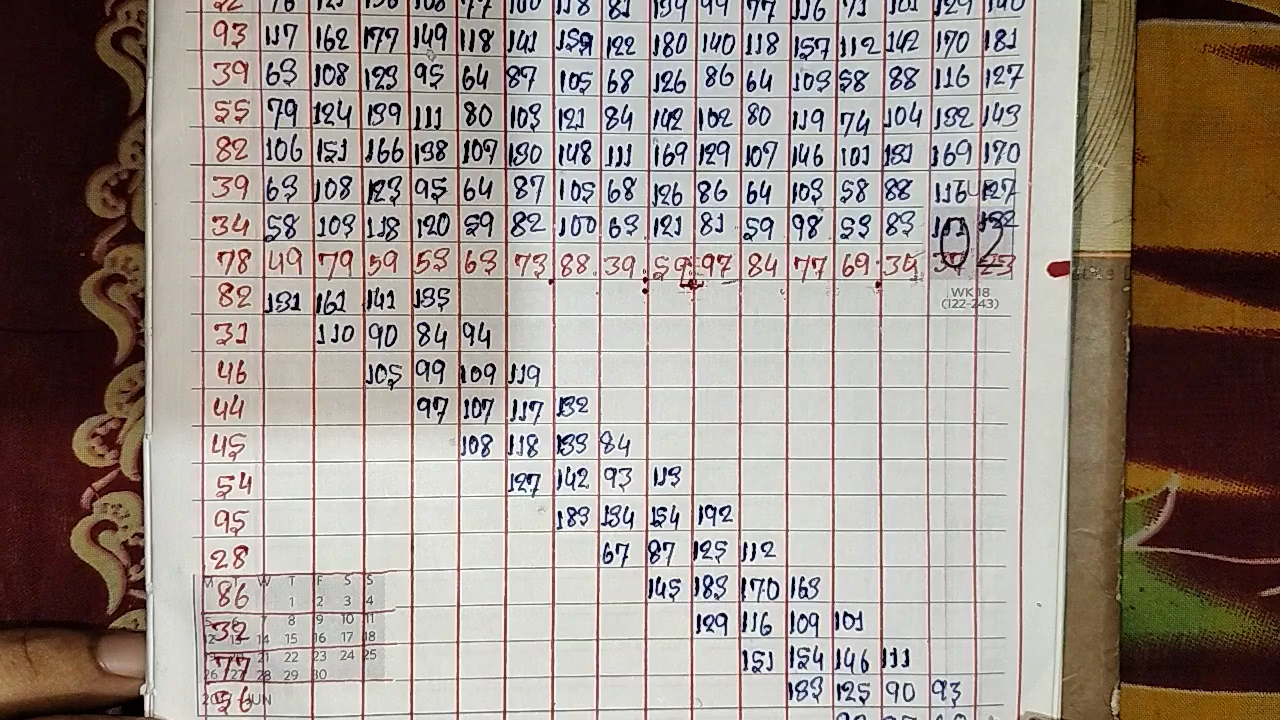 93 117 162 177 149 118 141 159 122 180 140 118 157 112 142 170 181
39 63 108 123 95 64 87 105 68 126 86 64 103 58 88 116 127
55 79 124 139 111 80 103 121 84 142 102 80 119 74 104 132 143
82 106 151 166 138 107 130 148 111 169 129 107 146 101 131 169 170
39 63 108 123 95 64 87 105 68 126 86 64 103 58 88 116 127
34 58 103 118 120 59 82 100 63 121 81 59 98 53 83
02
78 49 79 59 53 63 73 88 39 59 97 84 77 69 35
82 131 161 141 135
WK 18
(122-243)
31 110 90 84 94
46 105 99 109 119
44 97 107 117 132
45 108 118 133 84
54 127 142 93 113
95 183 134 154 192
28 67 87 125 112
M T W T F S S
86 145 183 170 163
1 2 3 4
32 129 116 109 101
7 8 9 10 11
14 15 16 17 18
77 151 154 146 111
21 22 23 24 25
26 27 28 29 30
56 183 125 90 93
JUN